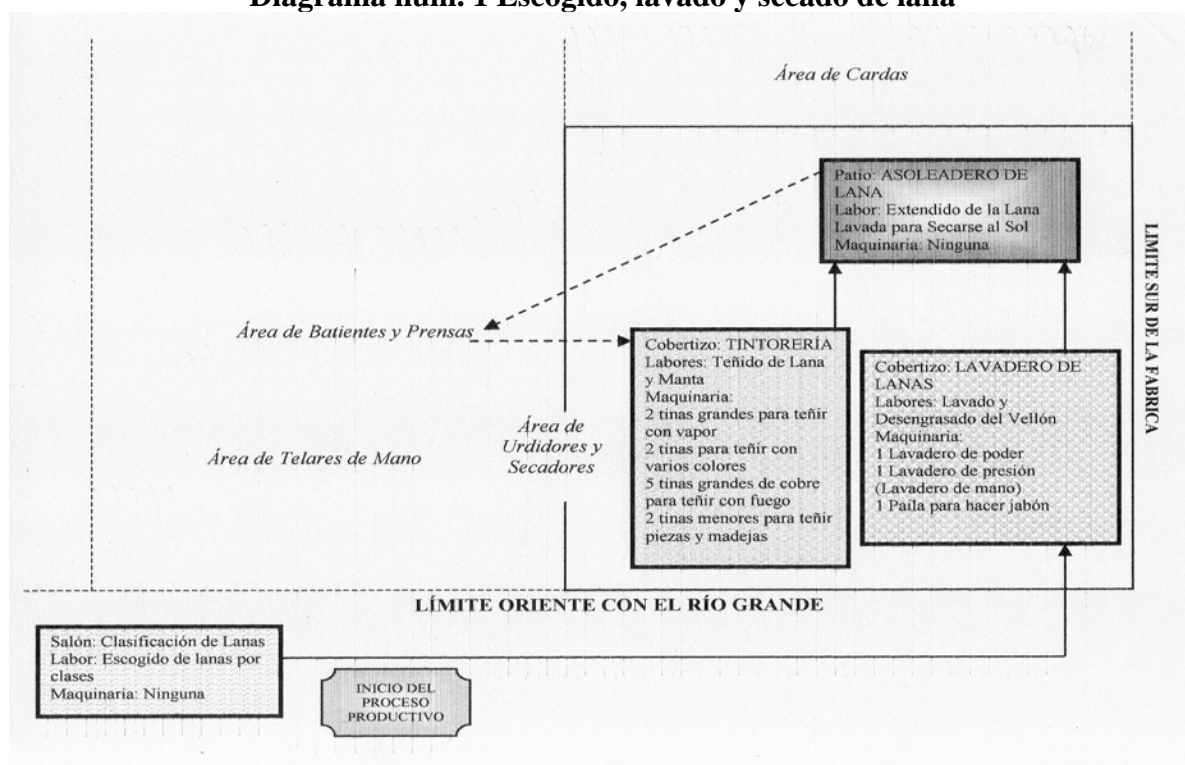 Diagrama núm. 1 Escogido, lavado y secado de lana
Área de Cardas
Patio: ASOLEADERO DE
LANA
Labor: Extendido de la Lana
Lavada para Secarse al Sol
Maquinaria: Ninguna
LIMITE SUR DE LA FABRICA
Área de Batientes y Prensas
Cobertizo: TINTORERÍA
Labores: Teñido de Lana
y Manta
Maquinaria:
2 tinas grandes para teñir
con vapor
2 tinas para teñir con
varios colores
5 tinas grandes de cobre
para teñir con fuego
2 tinas menores para teñir
piezas y madejas
Cobertizo: LAVADERO DE
LANAS
Labores: Lavado y
Desengrasado del Vellón
Maquinaria:
1 Lavadero de poder
1 Lavadero de presión
(Lavadero de mano)
1 Paila para hacer jabón
Área de
Urdidores y
Secadores
Área de Telares de Mano
LÍMITE ORIENTE CON EL RÍO GRANDE
Salón: Clasificación de Lanas
Labor: Escogido de lanas por
clases
Maquinaria: Ninguna
INICIO DEL
PROCESO
PRODUCTIVO